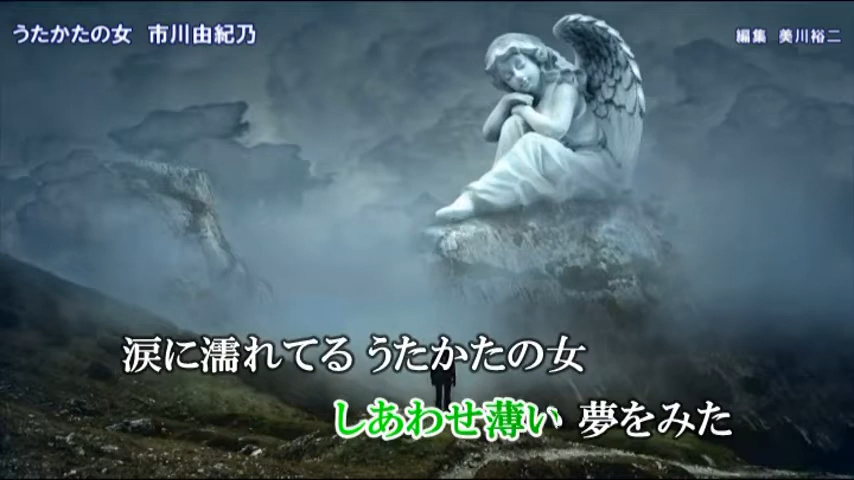 うたかたの女 市川由紀乃
編集 美川裕二
涙に濡れてる うたかたの女
しあわせ薄い 夢をみた